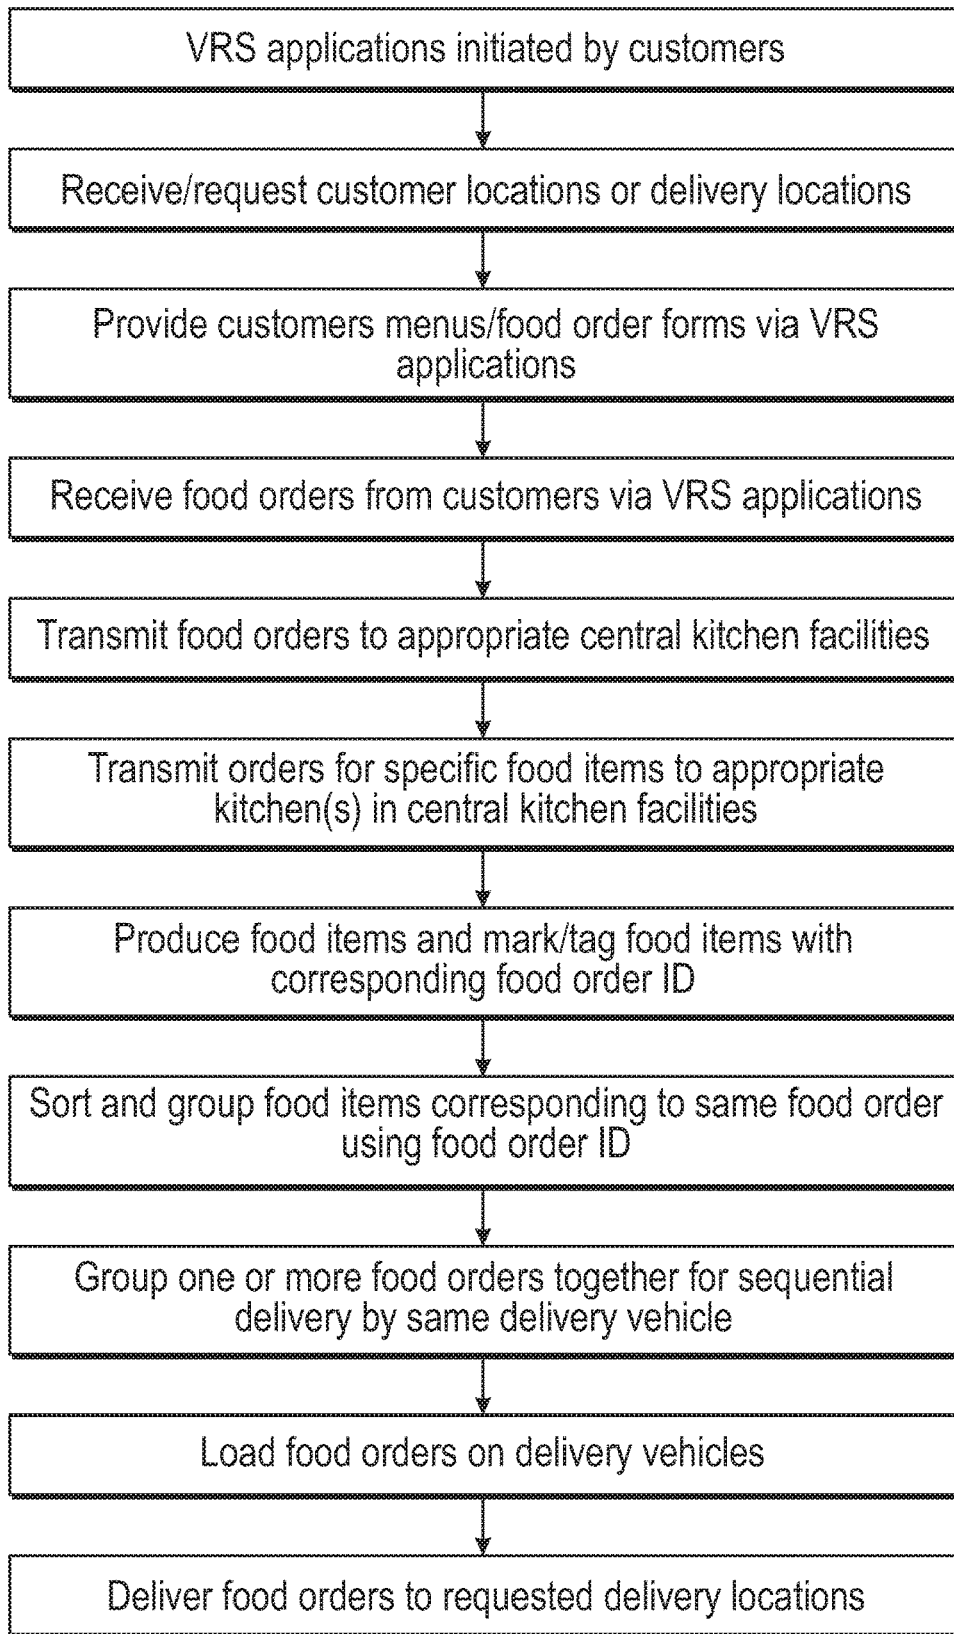 VRS applications initiated by customers
Receive/request customer locations or delivery locations
Provide customers menus/food order forms via VRS
applications
Receive food orders from customers via VRS applications
Transmit food orders to appropriate central kitchen facilities
Transmit orders for specific food items to appropriate
kitchen(s) in central kitchen facilities
Produce food items and mark/tag food items with
corresponding food order ID
Sort and group food items corresponding to same food order
using food order ID
Group one or more food orders together for sequential
delivery by same delivery vehicle
Load food orders on delivery vehicles
Deliver food orders to requested delivery locations